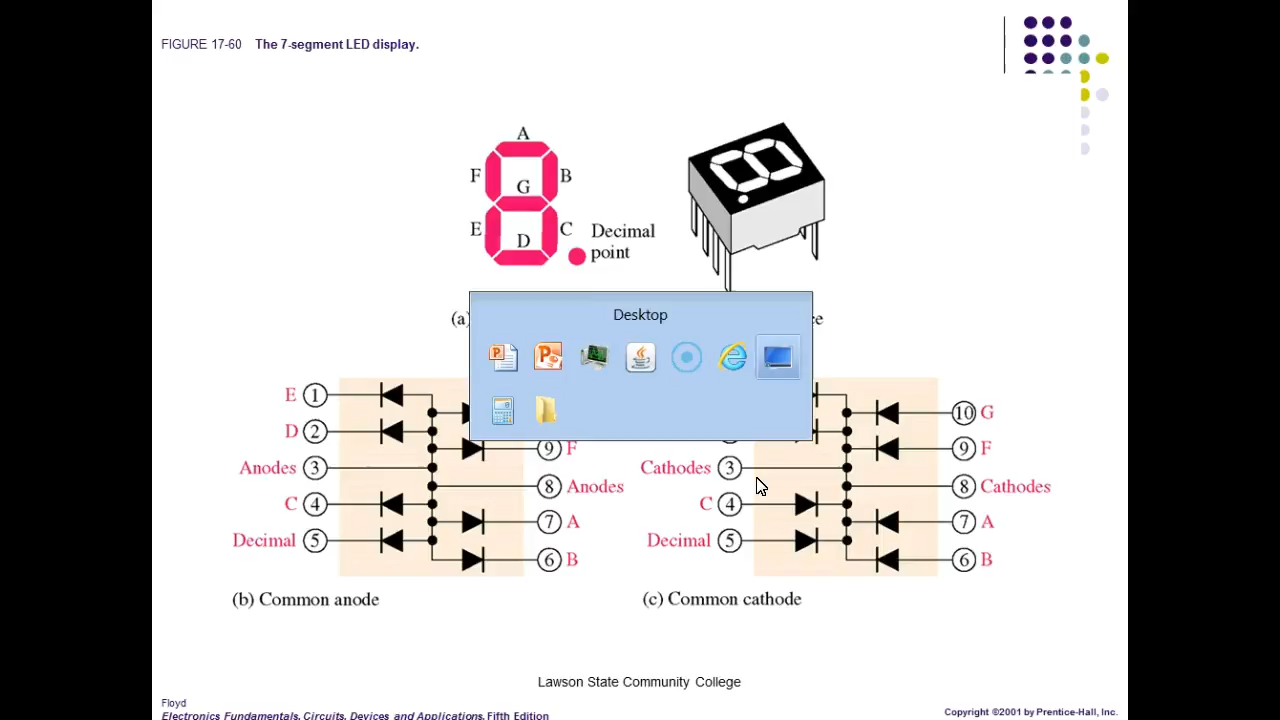 FIGURE 17-60 The 7-segment LED display.
A
F B
G
E C
D
Decimal
point
(a)
Desktop
E 1
D 2
Anodes 3
C 4
Decimal 5
9 F
8 Anodes
7 A
6 B
(b) Common anode
Cathodes 3
C 4
Decimal 5
10 G
9 F
8 Cathodes
7 A
6 B
(c) Common cathode
Lawson State Community College
Floyd
Electronics Fundamentals, Circuits, Devices and Applications, Fifth Edition
Copyright ©2001 by Prentice-Hall, Inc.